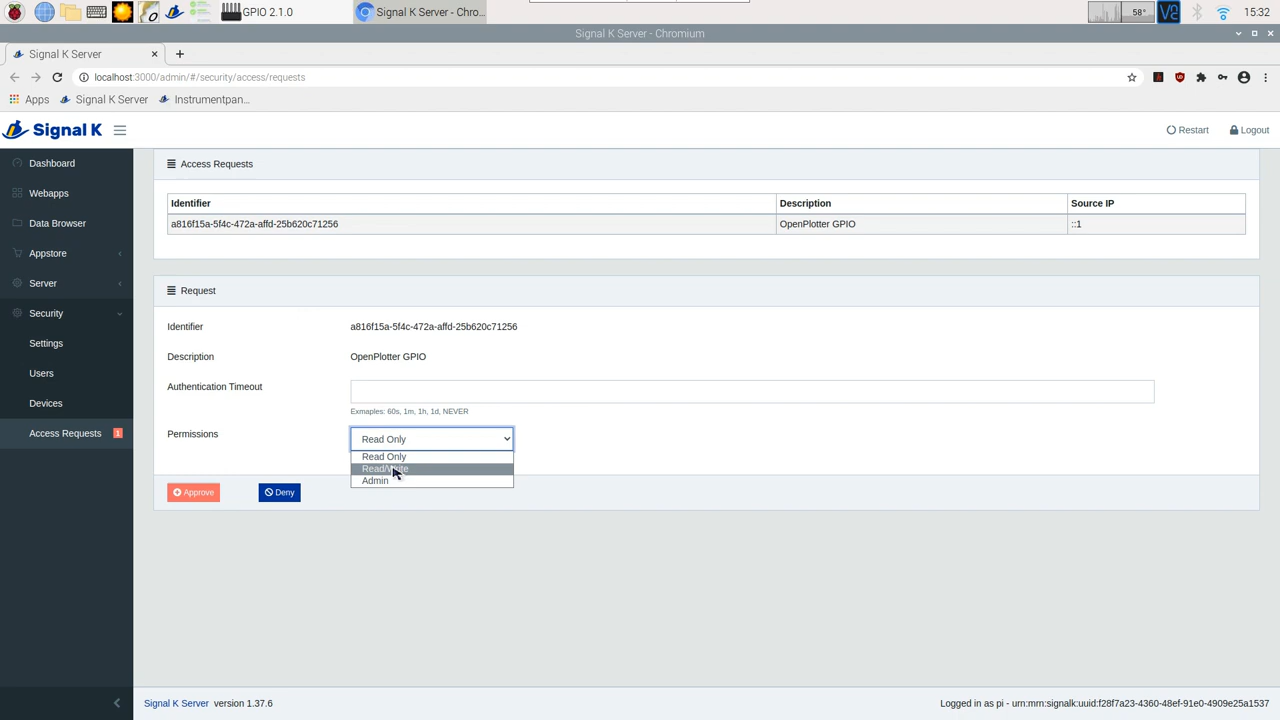 GPIO 2.1.0
Signal K Server - Chro...
58°
15:32
Signal K Server - Chromium
Signal K Server
localhost:3000/admin/#/security/access/requests
Apps
Signal K Server
Instrumentpan...
Signal K
Restart
Logout
Dashboard
Webapps
Data Browser
Appstore
Server
Security
Settings
Users
Devices
Access Requests 1
Access Requests
Identifier Description Source IP
a816f15a-5f4c-472a-affd-25b620c71256 OpenPlotter GPIO ::1
Request
Identifier a816f15a-5f4c-472a-affd-25b620c71256
Description OpenPlotter GPIO
Authentication Timeout
Exmaples: 60s, 1m, 1h, 1d, NEVER
Permissions Read Only
Read Only
Read/Write
Admin
Approve Deny
Signal K Server version 1.37.6
Logged in as pi - urn:mrn:signalk:uuid:f28f7a23-4360-48ef-91e0-4909e25a1537